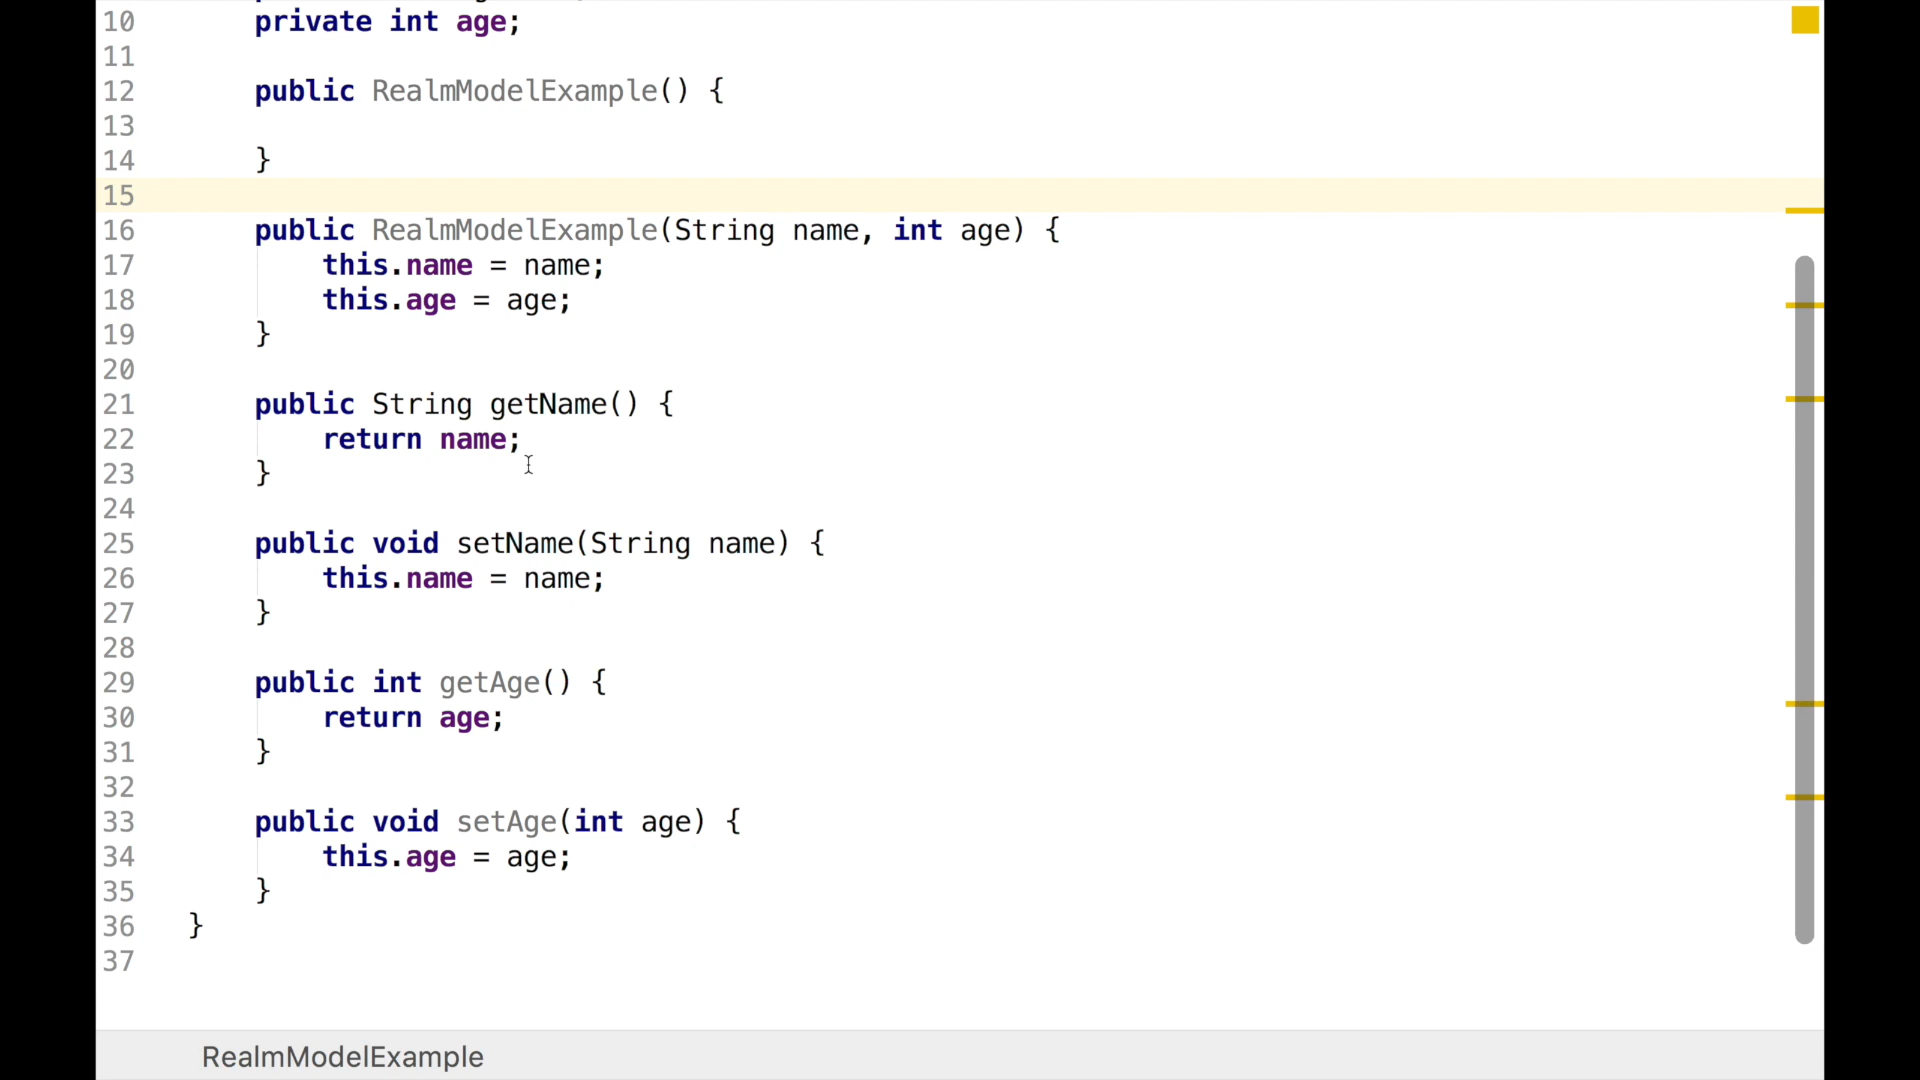 10 private int age;
11
12 public RealmModelExample() {
13
14 }
15
16 public RealmModelExample(String name, int age) {
17 this.name = name;
18 this.age = age;
19 }
20
21 public String getName() {
22 return name;
23 }
24
25 public void setName(String name) {
26 this.name = name;
27 }
28
29 public int getAge() {
30 return age;
31 }
32
33 public void setAge(int age) {
34 this.age = age;
35 }
36 }
37
RealmModelExample